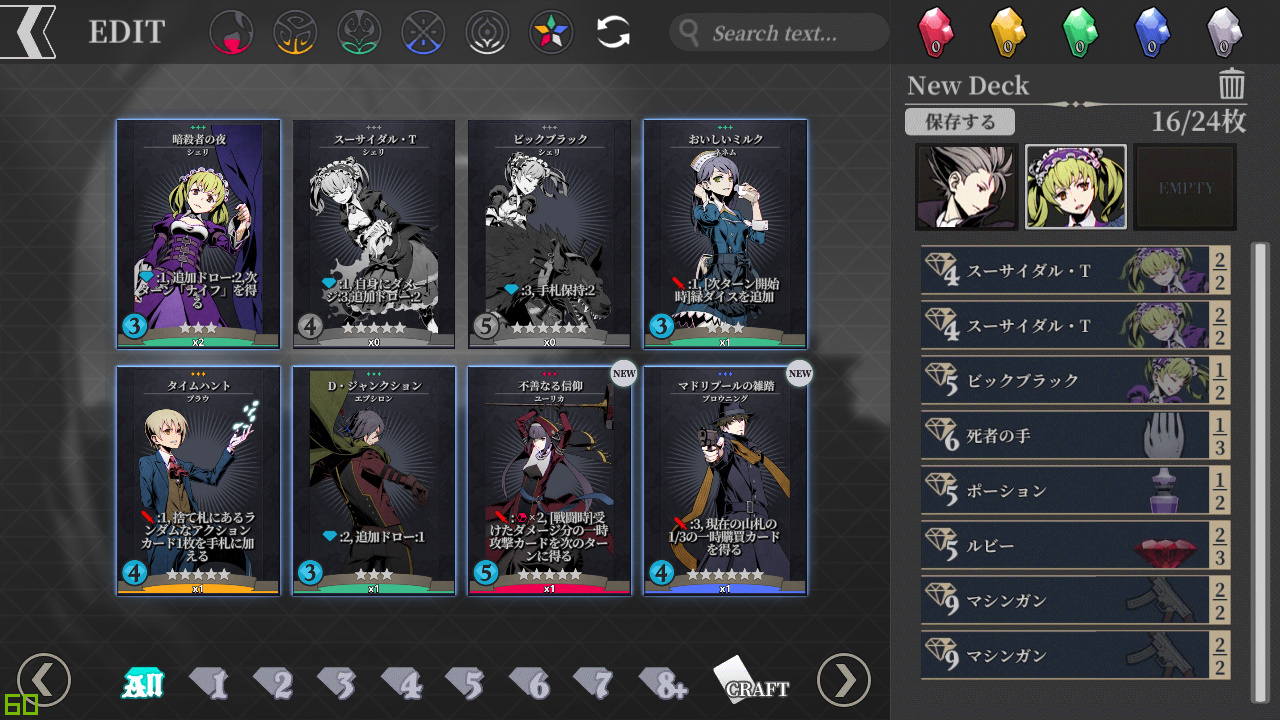 EDIT
Search text...
0
0
0
0
0
New Deck
保存する
16/24枚
EMPTY
暗殺者の夜
シェリ
:1, 追加ドロー:2, 次
ターン「ナイフ」を得
る
3
x2
スーサイダル・T
シェリ
:1, 自身にダメー
ジ:3, 追加ドロー:2
4
x0
ビックブラック
シェリ
:3, 手札保持:2
5
x0
おいしいミルク
ネネム
:1, [次ターン開始
時]緑ダイスを追加
3
x1
タイムハント
ブラウ
:1, 捨て札にあるラ
ンダムなアクション
カード1枚を手札に加
える
4
x1
D・ジャンクション
エプシロン
:2, 追加ドロー:1
3
x1
NEW
不善なる信仰
ユーリカ
:×2, [戦闘時]受
けたダメージ分の一時
攻撃カードを次のター
ンに得る
5
x1
NEW
マドリプールの雑踏
ブロウニング
:3, 現在の山札の
1/3の一時購買カード
を得る
4
x1
4 スーサイダル・T 2/2
4 スーサイダル・T 2/2
5 ビックブラック 1/2
6 死者の手 1/3
5 ポーション 1/2
5 ルビー 2/3
9 マシンガン 2/2
9 マシンガン 2/2
All 1 2 3 4 5 6 7 8+ CRAFT
60